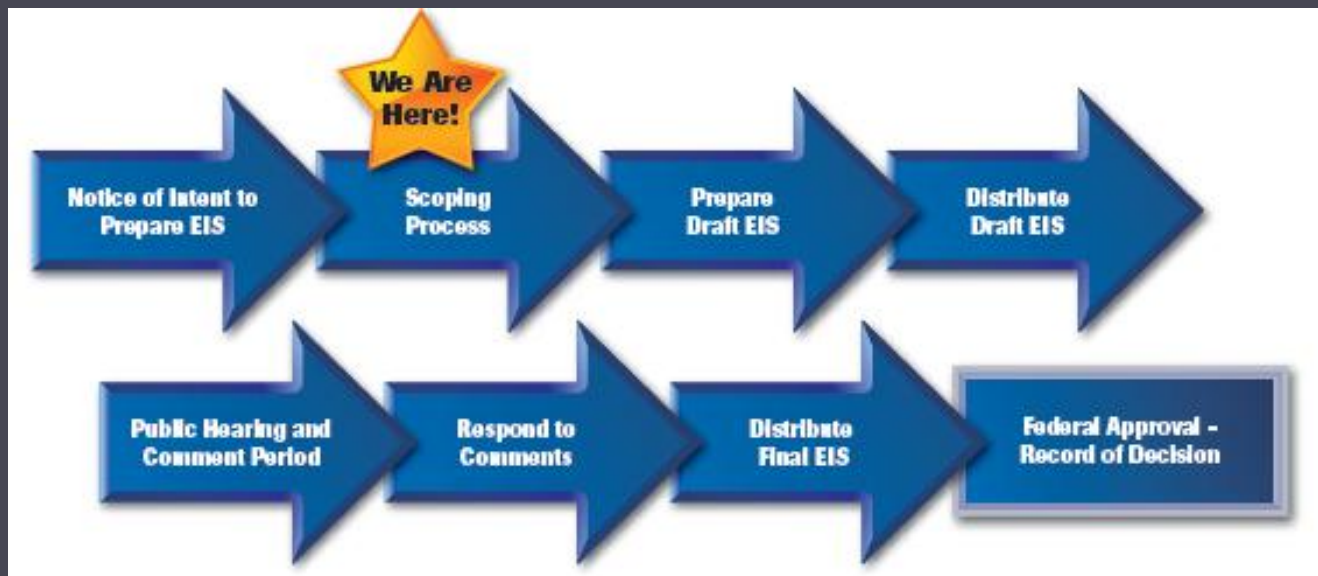 We Are
Here!
Notice of Intent to
Prepare EIS
Scoping
Process
Prepare
Draft EIS
Distribute
Draft EIS
Public Hearing and
Comment Period
Respond to
Comments
Distribute
Final EIS
Federal Approval –
Record of Decision